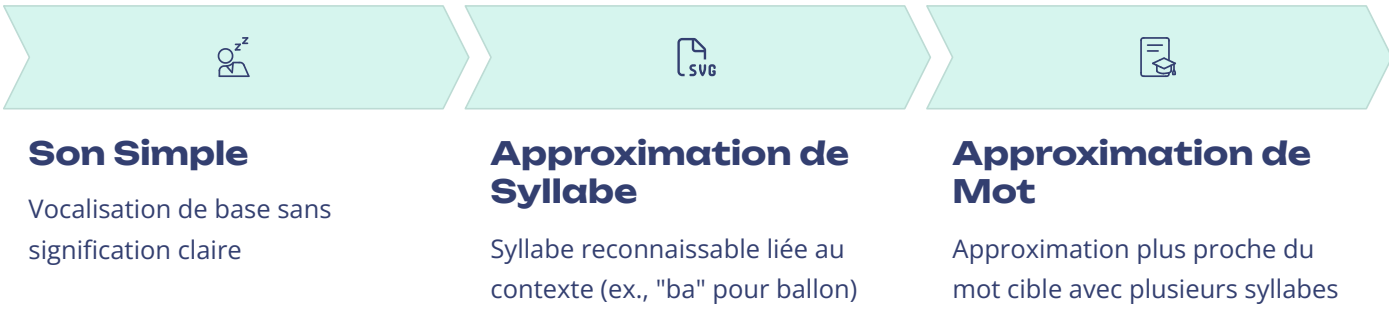 zz
SVG
Son Simple
Vocalisation de base sans
signification claire
Approximation de
Syllabe
Syllabe reconnaissable liée au
contexte (ex., "ba" pour ballon)
Approximation de
Mot
Approximation plus proche du
mot cible avec plusieurs syllabes